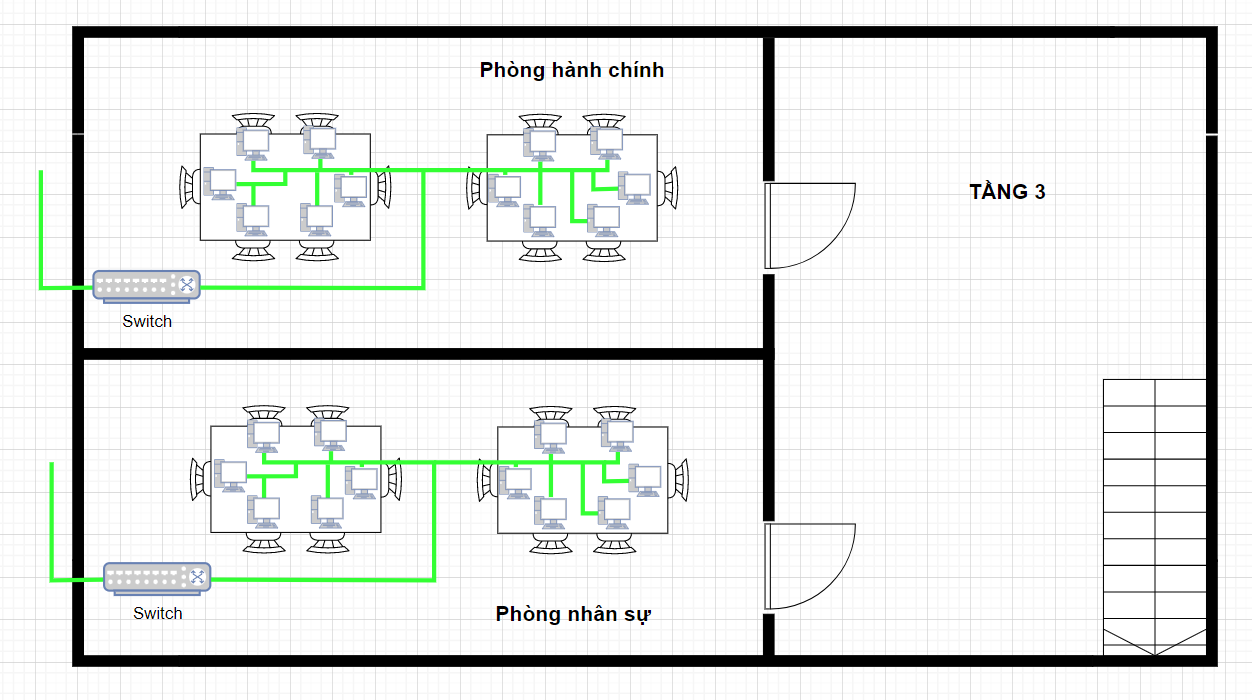 Phòng hành chính
TẦNG 3
Switch
Switch
Phòng nhân sự